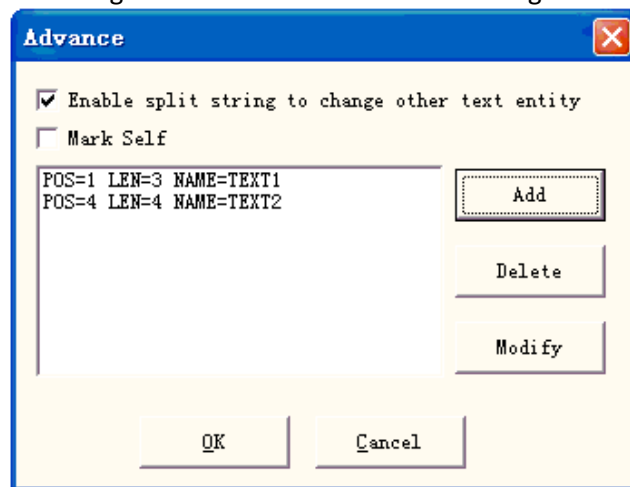 Advance
Enable split string to change other text entity
Mark Self
POS=1 LEN=3 NAME=TEXT1
POS=4 LEN=4 NAME=TEXT2
Add
Delete
Modify
OK
Cancel